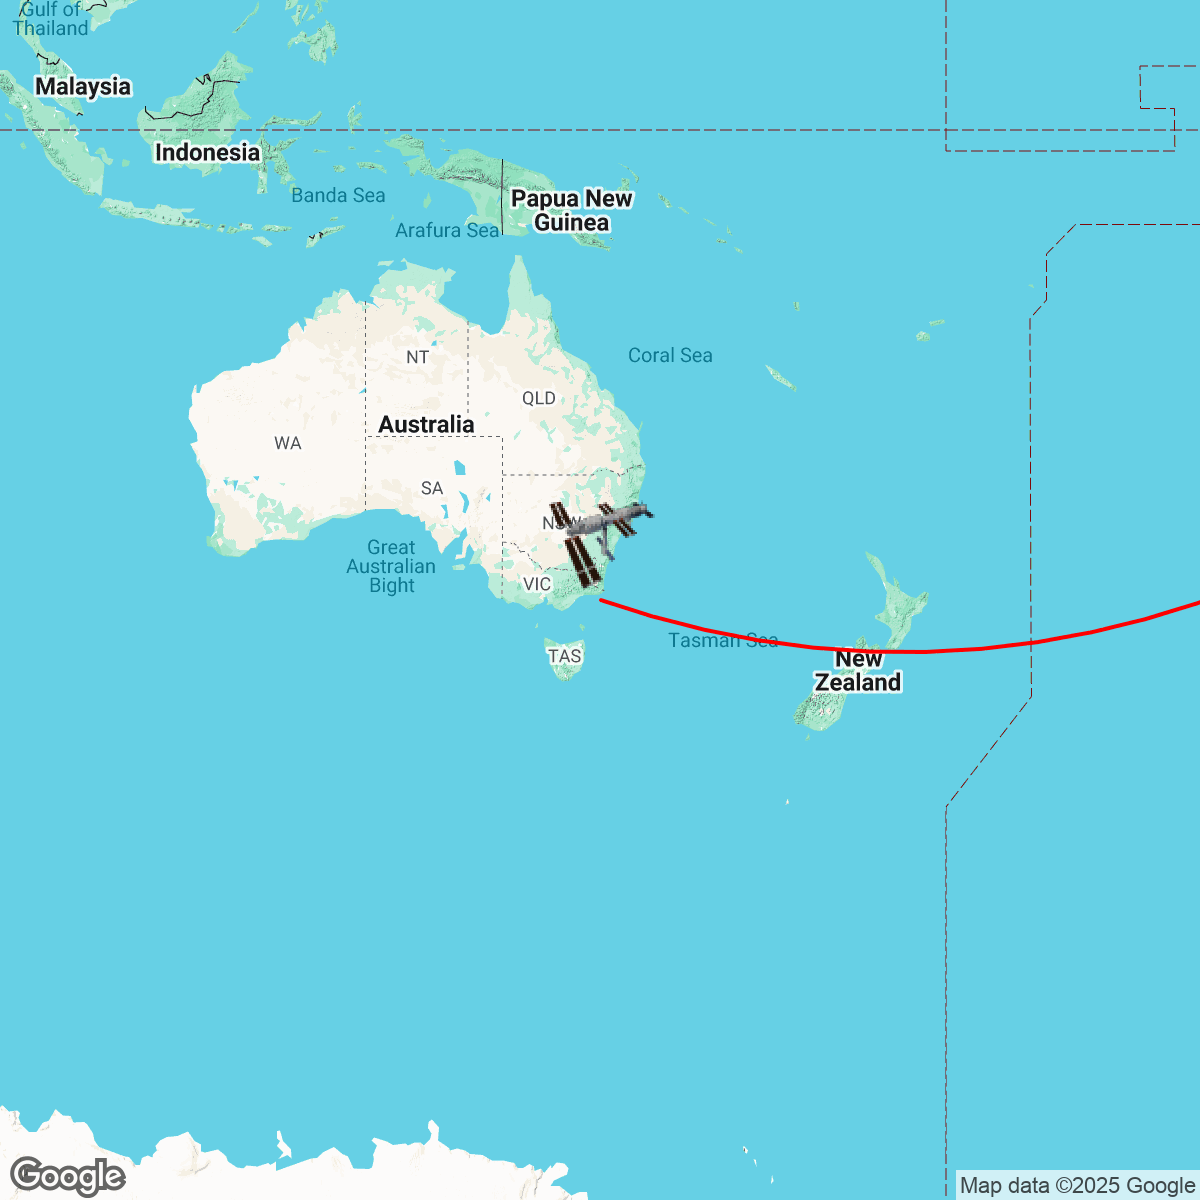 Gulf of
Thailand
Malaysia
Indonesia
Banda Sea
Papua New
Guinea
Arafura Sea
NT
Coral Sea
QLD
Australia
WA
SA
NSW
Great
Australian
Bight
VIC
Tasman Sea
TAS
New
Zealand
Google
Map data ©2025 Google